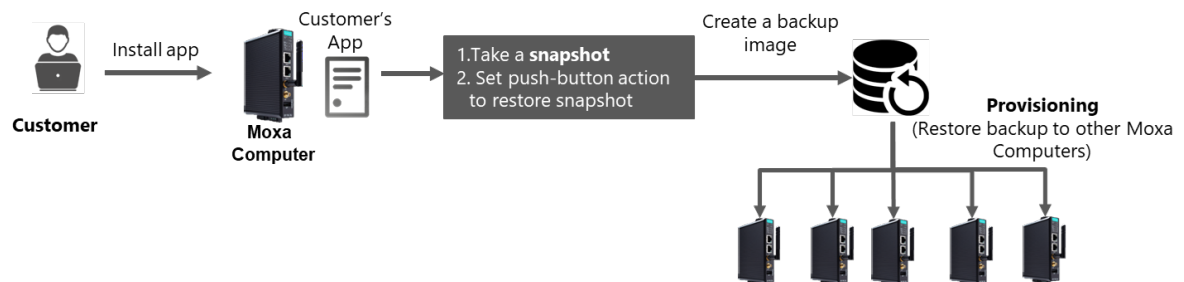 Customer
Install app
Moxa
Computer
Customer's
App
1.Take a snapshot
2. Set push-button action
to restore snapshot
Create a backup
image
Provisioning
(Restore backup to other Moxa
Computers)